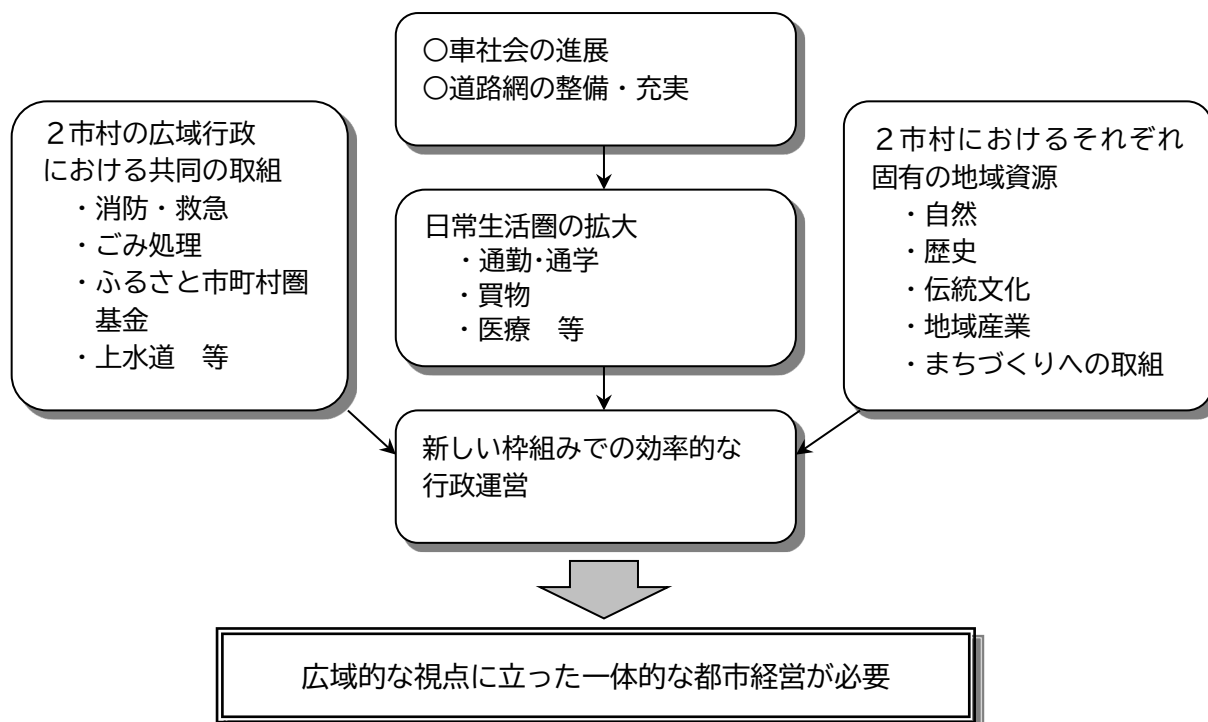 ○車社会の進展
○道路網の整備・充実
２市村の広域行政
における共同の取組
・消防・救急
・ごみ処理
・ふるさと市町村圏
基金
・上水道　等
日常生活圏の拡大
・通勤･通学
・買物
・医療　等
２市村におけるそれぞれ
固有の地域資源
・自然
・歴史
・伝統文化
・地域産業
・まちづくりへの取組
新しい枠組みでの効率的な
行政運営
広域的な視点に立った一体的な都市経営が必要